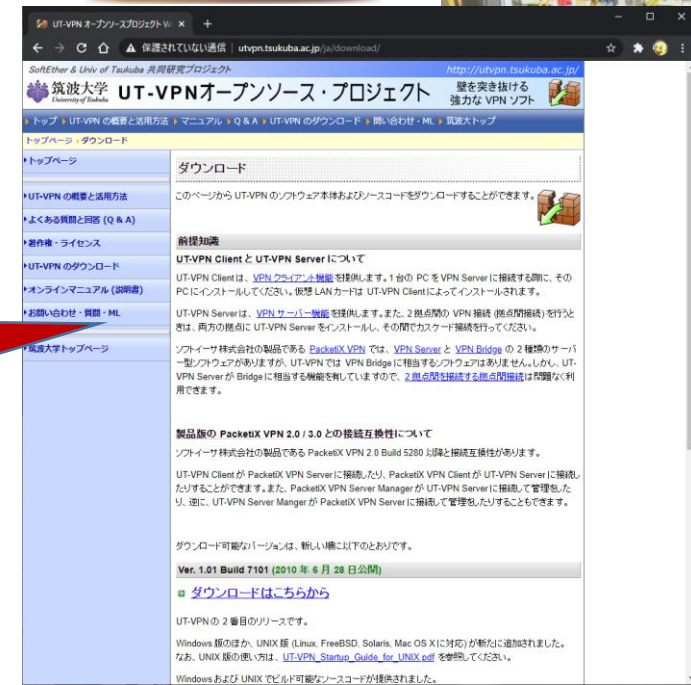 UT-VPN オープンソースプロジェクト W
保護されていない通信 | utvpn.tsukuba.ac.jp/ja/download/
SoftEther & Univ of Tsukuba 共同研究プロジェクト
http://utvpn.tsukuba.ac.jp/
筑波大学
University of Tsukuba
UT-VPNオープンソース・プロジェクト
壁を突き抜ける
強力な VPN ソフト
トップ UT-VPN の概要と活用方法 マニュアル Q & A UT-VPN のダウンロード 問い合わせ・ML 筑波大トップ
トップページ › ダウンロード
トップページ
UT-VPN の概要と活用方法
よくある質問と回答 (Q & A)
著作権・ライセンス
UT-VPN のダウンロード
オンラインマニュアル (説明書)
お問い合わせ・質問・ML
筑波大学トップページ
ダウンロード
このページから UT-VPN のソフトウェア本体およびソースコードをダウンロードすることができます。
前提知識
UT-VPN Client と UT-VPN Server について
UT-VPN Client は、VPN クライアント機能を提供します。1 台の PC を VPN Server に接続する際に、その
PC にインストールしてください。仮想 LAN カードは UT-VPN Client によってインストールされます。
UT-VPN Server は、VPN サーバー機能を提供します。また、2 拠点間の VPN 接続 (拠点間接続) を行うと
きは、両方の拠点に UT-VPN Server をインストールし、その間でカスケード接続を行ってください。
ソフトイーサ株式会社の製品である PacketiX VPN では、VPN Server と VPN Bridge の 2 種類のサーバ
ー型ソフトウェアがありますが、UT-VPN では VPN Bridge に相当するソフトウェアはありません。しかし、UT-
VPN Server が Bridge に相当する機能を有していますので、2 拠点間を接続する拠点間接続は問題なく利
用できます。
製品版の PacketiX VPN 2.0 / 3.0 との接続互換性について
ソフトイーサ株式会社の製品である PacketiX VPN 2.0 Build 5280 以降と接続互換性があります。
UT-VPN Client が PacketiX VPN Server に接続したり、PacketiX VPN Client が UT-VPN Server に接続し
たりすることができます。また、PacketiX VPN Server Manager が UT-VPN Server に接続して管理をした
り、逆に、UT-VPN Server Manger が PacketiX VPN Server に接続して管理をしたりすることもできます。
ダウンロード可能なバージョンは、新しい順に以下のとおりです。
Ver. 1.01 Build 7101 (2010 年 6 月 28 日公開)
ダウンロードはこちらから
UT-VPN の 2 番目のリリースです。
Windows 版のほか、UNIX 版 (Linux, FreeBSD, Solaris, Mac OS X に対応) が新たに追加されました。
なお、UNIX 版の使い方は、UT-VPN_Startup_Guide_for_UNIX.pdf を参照してください。
Windows および UNIX でビルド可能なソースコードが提供されました。